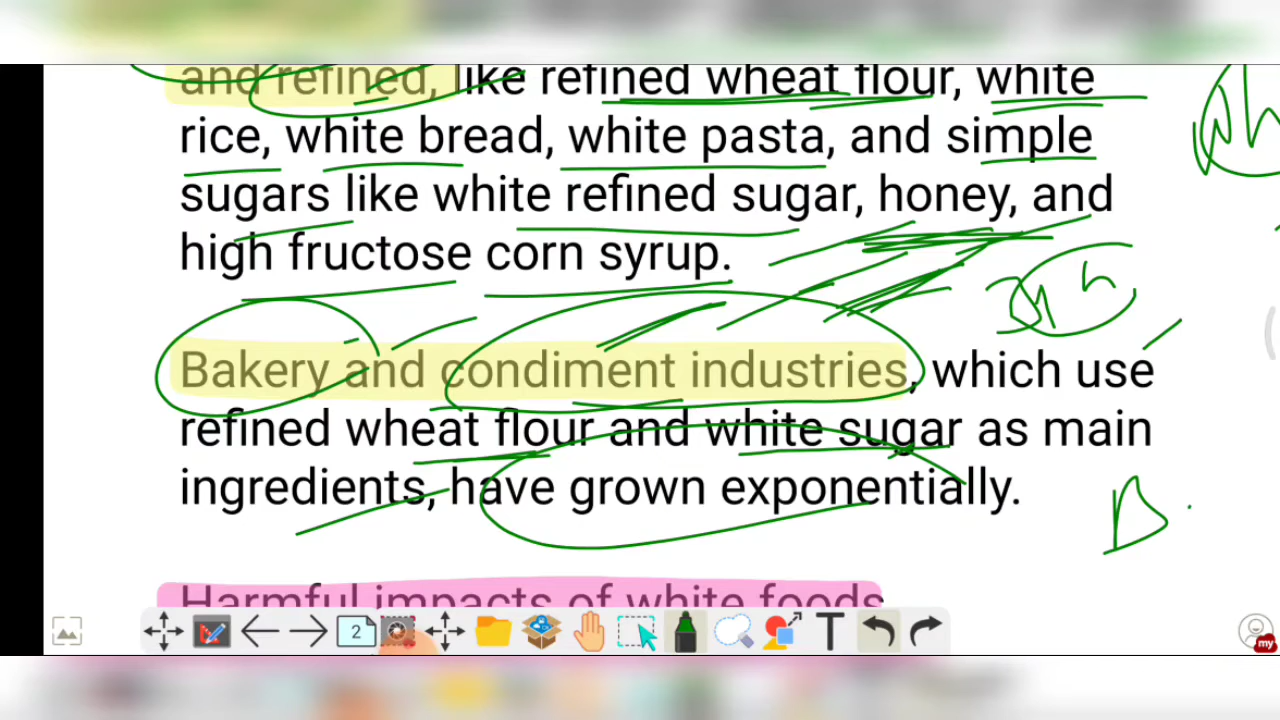 and refined, like refined wheat flour, white
rice, white bread, white pasta, and simple
sugars like white refined sugar, honey, and
high fructose corn syrup.
Bakery and condiment industries, which use
refined wheat flour and white sugar as main
ingredients, have grown exponentially.
Harmful impacts of white foods
2
T
my